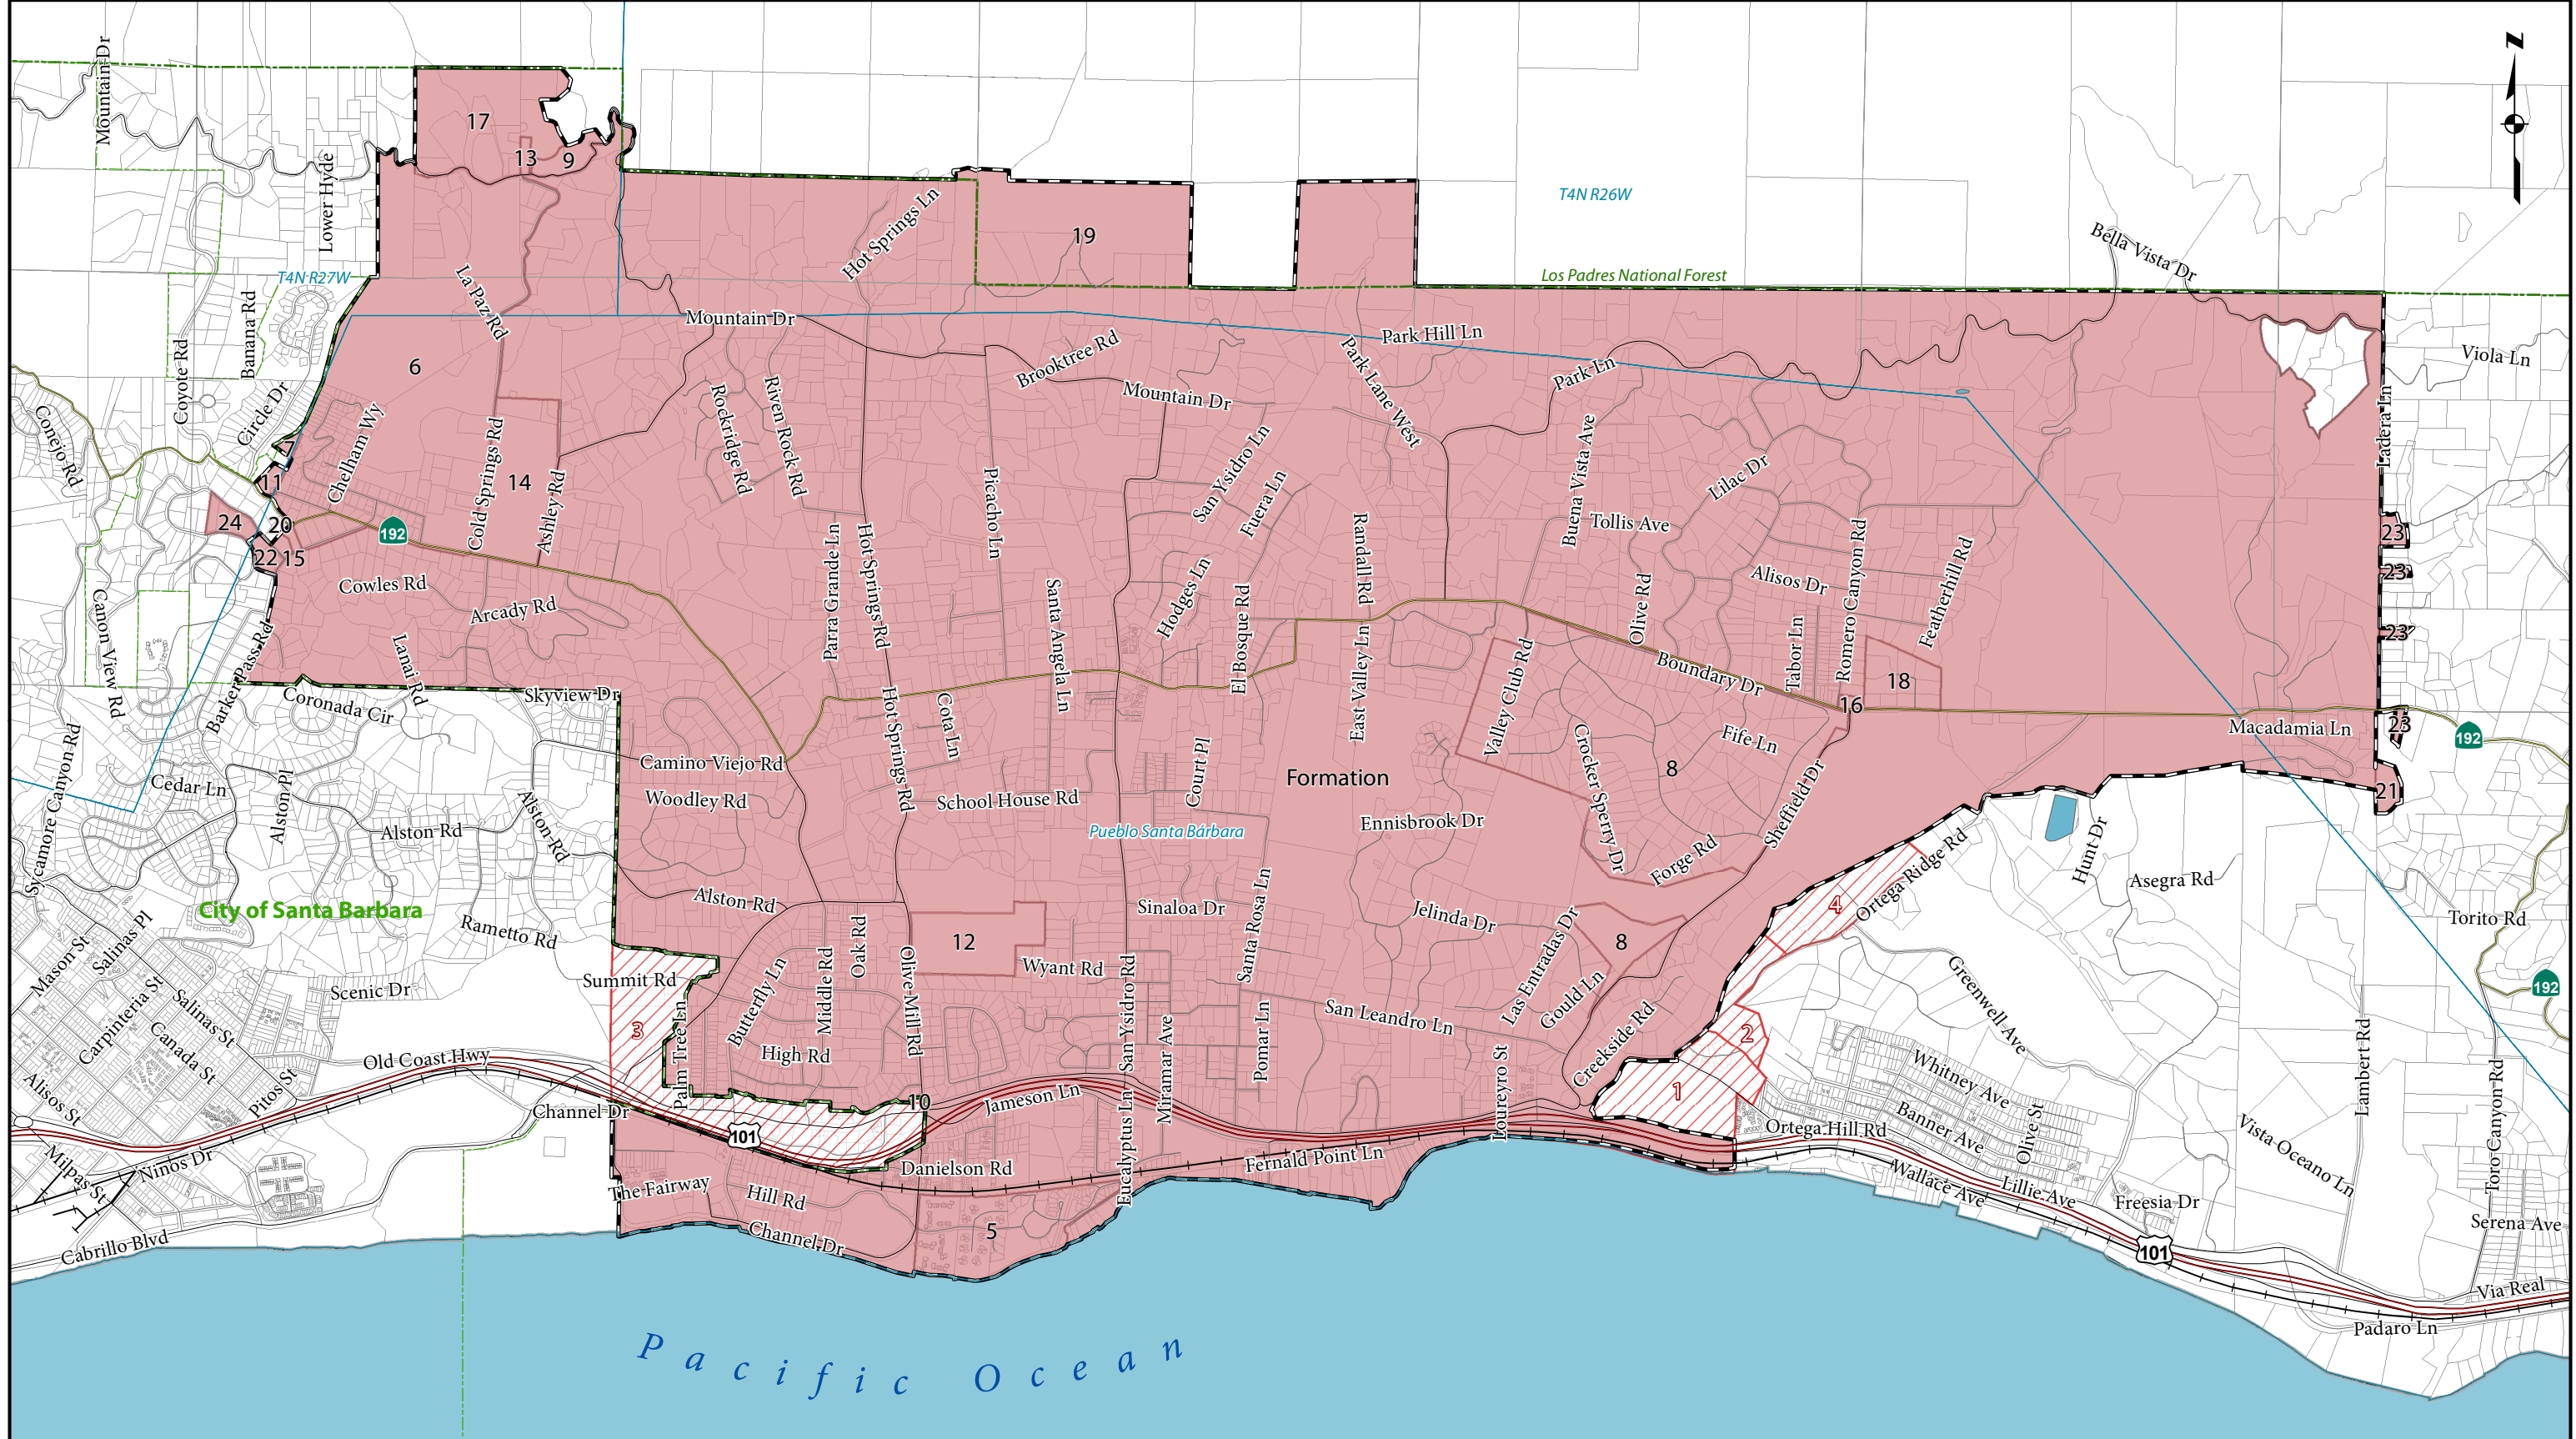 N
Mountain Dr
17
13
9
Lower Hyde
T4N R26W
Hot Springs Ln
19
Bella Vista Dr
T4N R27W
Los Padres National Forest
La Paz Rd
Banana Rd
Mountain Dr
Park Hill Ln
Viola Ln
Coyote Rd
6
Brooktree Rd
Park Lane West
Park Ln
Mountain Dr
Circle Dr
Conejo Rd
Chelham Wy
Rockridge Rd
Riven Rock Rd
San Ysidro Ln
Buena Vista Ave
Ladera Ln
7
11
Cold Springs Rd
14
Ashley Rd
Picacho Ln
Fuera Ln
Lilac Dr
24
20
192
Parra Grande Ln
Hot Springs Rd
Randall Rd
Tollis Ave
23
22
15
Cowles Rd
Arcady Rd
Santa Angela Ln
Hodges Ln
El Bosque Rd
Olive Rd
Alisos Dr
Romero Canyon Rd
Featherhill Rd
23
Canon View Rd
Barker Pass Rd
Lanai Rd
East Valley Ln
Valley Club Rd
Boundary Dr
Tabor Ln
18
23
Coronada Cir
Skyview Dr
Hot Springs Rd
Cota Ln
16
23
Macadamia Ln
192
Sycamore Canyon Rd
Cedar Ln
Alston Pl
Camino Viejo Rd
Court Pl
Formation
Crocker Sperry Dr
Fife Ln
8
Sheffield Dr
21
Woodley Rd
School House Rd
Alston Rd
Alston Rd
Pueblo Santa Bárbara
Ennisbrook Dr
Forge Rd
Ortega Ridge Rd
Hunt Dr
Asegra Rd
City of Santa Barbara
Alston Rd
Sinaloa Dr
Santa Rosa Ln
Jelinda Dr
Las Entradas Dr
4
Torito Rd
Mason St
Salinas Pl
Rametto Rd
Oak Rd
12
8
Carpinteria St
Salinas St
Scenic Dr
Summit Rd
Butterfly Ln
Middle Rd
Olive Mill Rd
Wyant Rd
San Ysidro Rd
Gould Ln
Greenwell Ave
192
Canada St
3
Palm Tree Ln
High Rd
Miramar Ave
Pomar Ln
San Leandro Ln
Creekside Rd
2
Whitney Ave
Lambert Rd
Alisos St
Pitos St
Old Coast Hwy
Channel Dr
10
Jameson Ln
Loureyro St
1
Banner Ave
Olive St
Toro Canyon Rd
101
Ortega Hill Rd
Vista Oceano Ln
Milpas St
Ninos Dr
Danielson Rd
Eucalyptus Ln
Fernald Point Ln
Wallace Ave
Lillie Ave
Freesia Dr
The Fairway
Hill Rd
Channel Dr
5
Serena Ave
Cabrillo Blvd
101
Via Real
Padaro Ln
Pacific Ocean